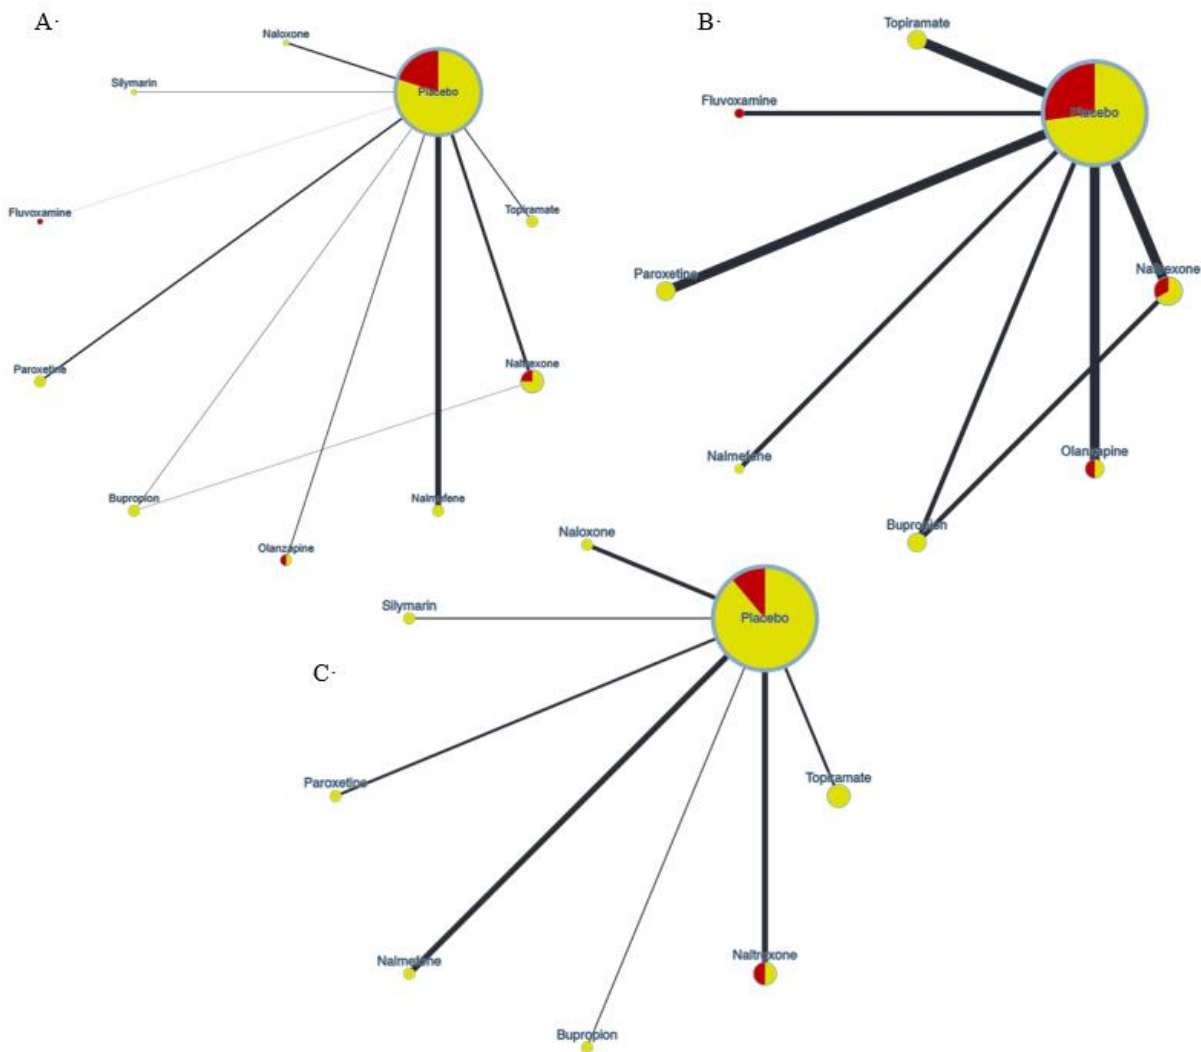 A.
Naloxone
Silymarin
Placebo
Fluvoxamine
Topiramate
Paroxetine
Naltrexone
Bupropion
Nalmefene
Olanzapine
B.
Topiramate
Fluvoxamine
Placebo
Naltrexone
Paroxetine
Nalmefene
Olanzapine
Bupropion
C.
Naloxone
Silymarin
Placebo
Paroxetine
Topiramate
Nalmefene
Naltrexone
Bupropion